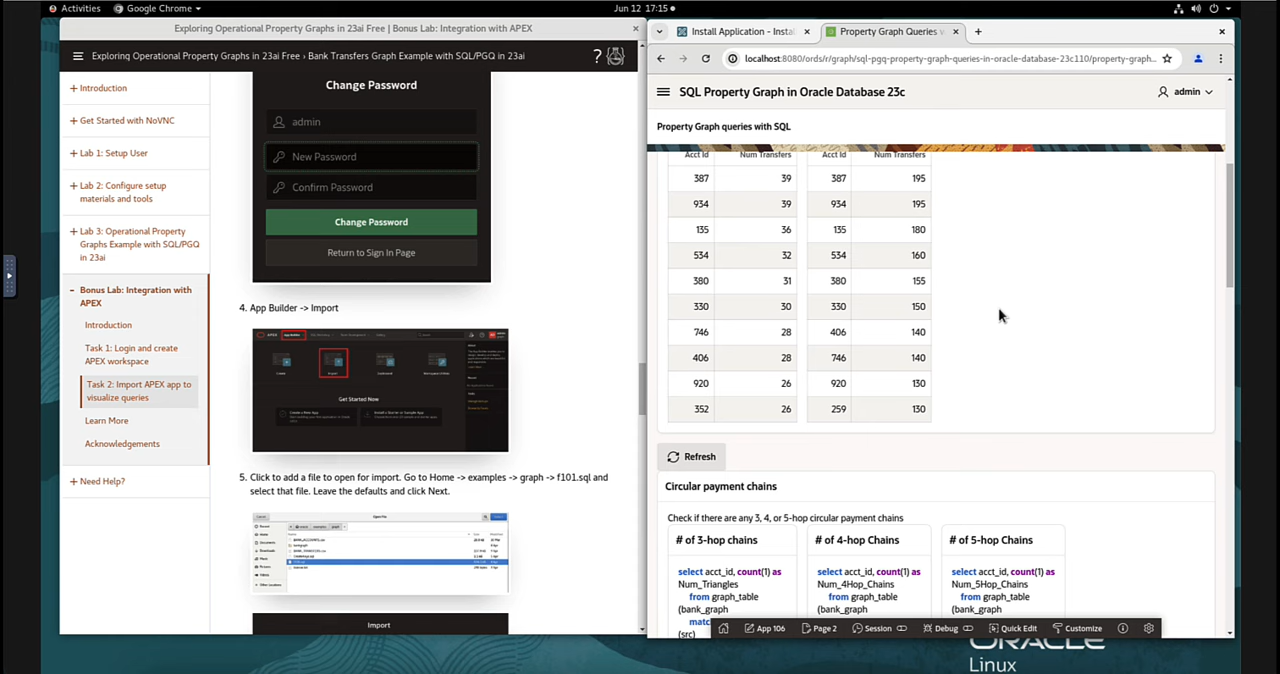 Activities
Google Chrome
Jun 12 17:15
Exploring Operational Property Graphs in 23ai Free | Bonus Lab: Integration with APEX
Exploring Operational Property Graphs in 23ai Free › Bank Transfers Graph Example with SQL/PGQ in 23ai
+ Introduction
+ Get Started with NoVNC
+ Lab 1: Setup User
+ Lab 2: Configure setup
materials and tools
+ Lab 3: Operational Property
Graphs Example with SQL/PGQ
in 23ai
- Bonus Lab: Integration with
APEX
Introduction
Task 1: Login and create
APEX workspace
Task 2: Import APEX app to
visualize queries
Learn More
Acknowledgements
+ Need Help?
Change Password
admin
New Password
Confirm Password
Change Password
Return to Sign In Page
4. App Builder -> Import
Get Started Now
5. Click to add a file to open for import. Go to Home -> examples -> graph -> f101.sql and
select that file. Leave the defaults and click Next.
Import
Install Application - Instal
Property Graph Queries w
localhost:8080/ords/r/graph/sql-pgq-property-graph-queries-in-oracle-database-23c110/property-graph...
SQL Property Graph in Oracle Database 23c
admin
Property Graph queries with SQL
Acct Id Num Transfers Acct Id Num Transfers
387 39 387 195
934 39 934 195
135 36 135 180
534 32 534 160
380 31 380 155
330 30 330 150
746 28 406 140
406 28 746 140
920 26 920 130
352 26 259 130
Refresh
Circular payment chains
Check if there are any 3, 4, or 5-hop circular payment chains
# of 3-hop chains
select acct_id, count(1) as
Num_Triangles
from graph_table
(bank_graph
matc
(src)
# of 4-hop chains
select acct_id, count(1) as
Num_4Hop_Chains
from graph_table
(bank_graph
# of 5-hop Chains
select acct_id, count(1) as
Num_5Hop_Chains
from graph_table
(bank_graph
App 106
Page 2
Session
Debug
Quick Edit
Customize
ORACLE
Linux